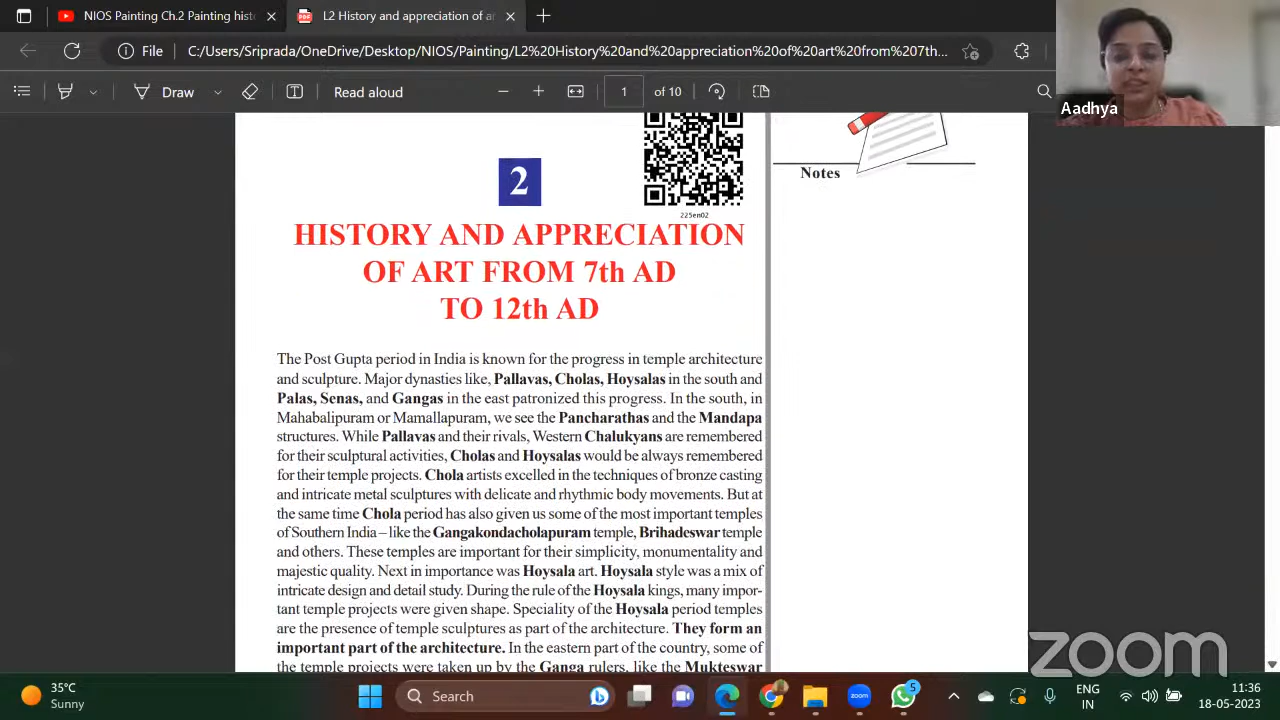 NIOS Painting Ch.2 Painting hist
L2 History and appreciation of ar
File
C:/Users/Sriprada/OneDrive/Desktop/NIOS/Painting/L2%20History%20and%20appreciation%20of%20art%20from%207th...
Draw
Read aloud
1
of 10
Aadhya
2
225en02
Notes
HISTORY AND APPRECIATION
OF ART FROM 7th AD
TO 12th AD
The Post Gupta period in India is known for the progress in temple architecture
and sculpture. Major dynasties like, Pallavas, Cholas, Hoysalas in the south and
Palas, Senas, and Gangas in the east patronized this progress. In the south, in
Mahabalipuram or Mamallapuram, we see the Pancharathas and the Mandapa
structures. While Pallavas and their rivals, Western Chalukyans are remembered
for their sculptural activities, Cholas and Hoysalas would be always remembered
for their temple projects. Chola artists excelled in the techniques of bronze casting
and intricate metal sculptures with delicate and rhythmic body movements. But at
the same time Chola period has also given us some of the most important temples
of Southern India – like the Gangakondacholapuram temple, Brihadeswar temple
and others. These temples are important for their simplicity, monumentality and
majestic quality. Next in importance was Hoysala art. Hoysala style was a mix of
intricate design and detail study. During the rule of the Hoysala kings, many impor-
tant temple projects were given shape. Speciality of the Hoysala period temples
are the presence of temple sculptures as part of the architecture. They form an
important part of the architecture. In the eastern part of the country, some of
the temple projects were taken up by the Ganga rulers, like the Mukteswar
zoom
35°C
Sunny
Search
zoom
5
ENG
IN
11:36
18-05-2023